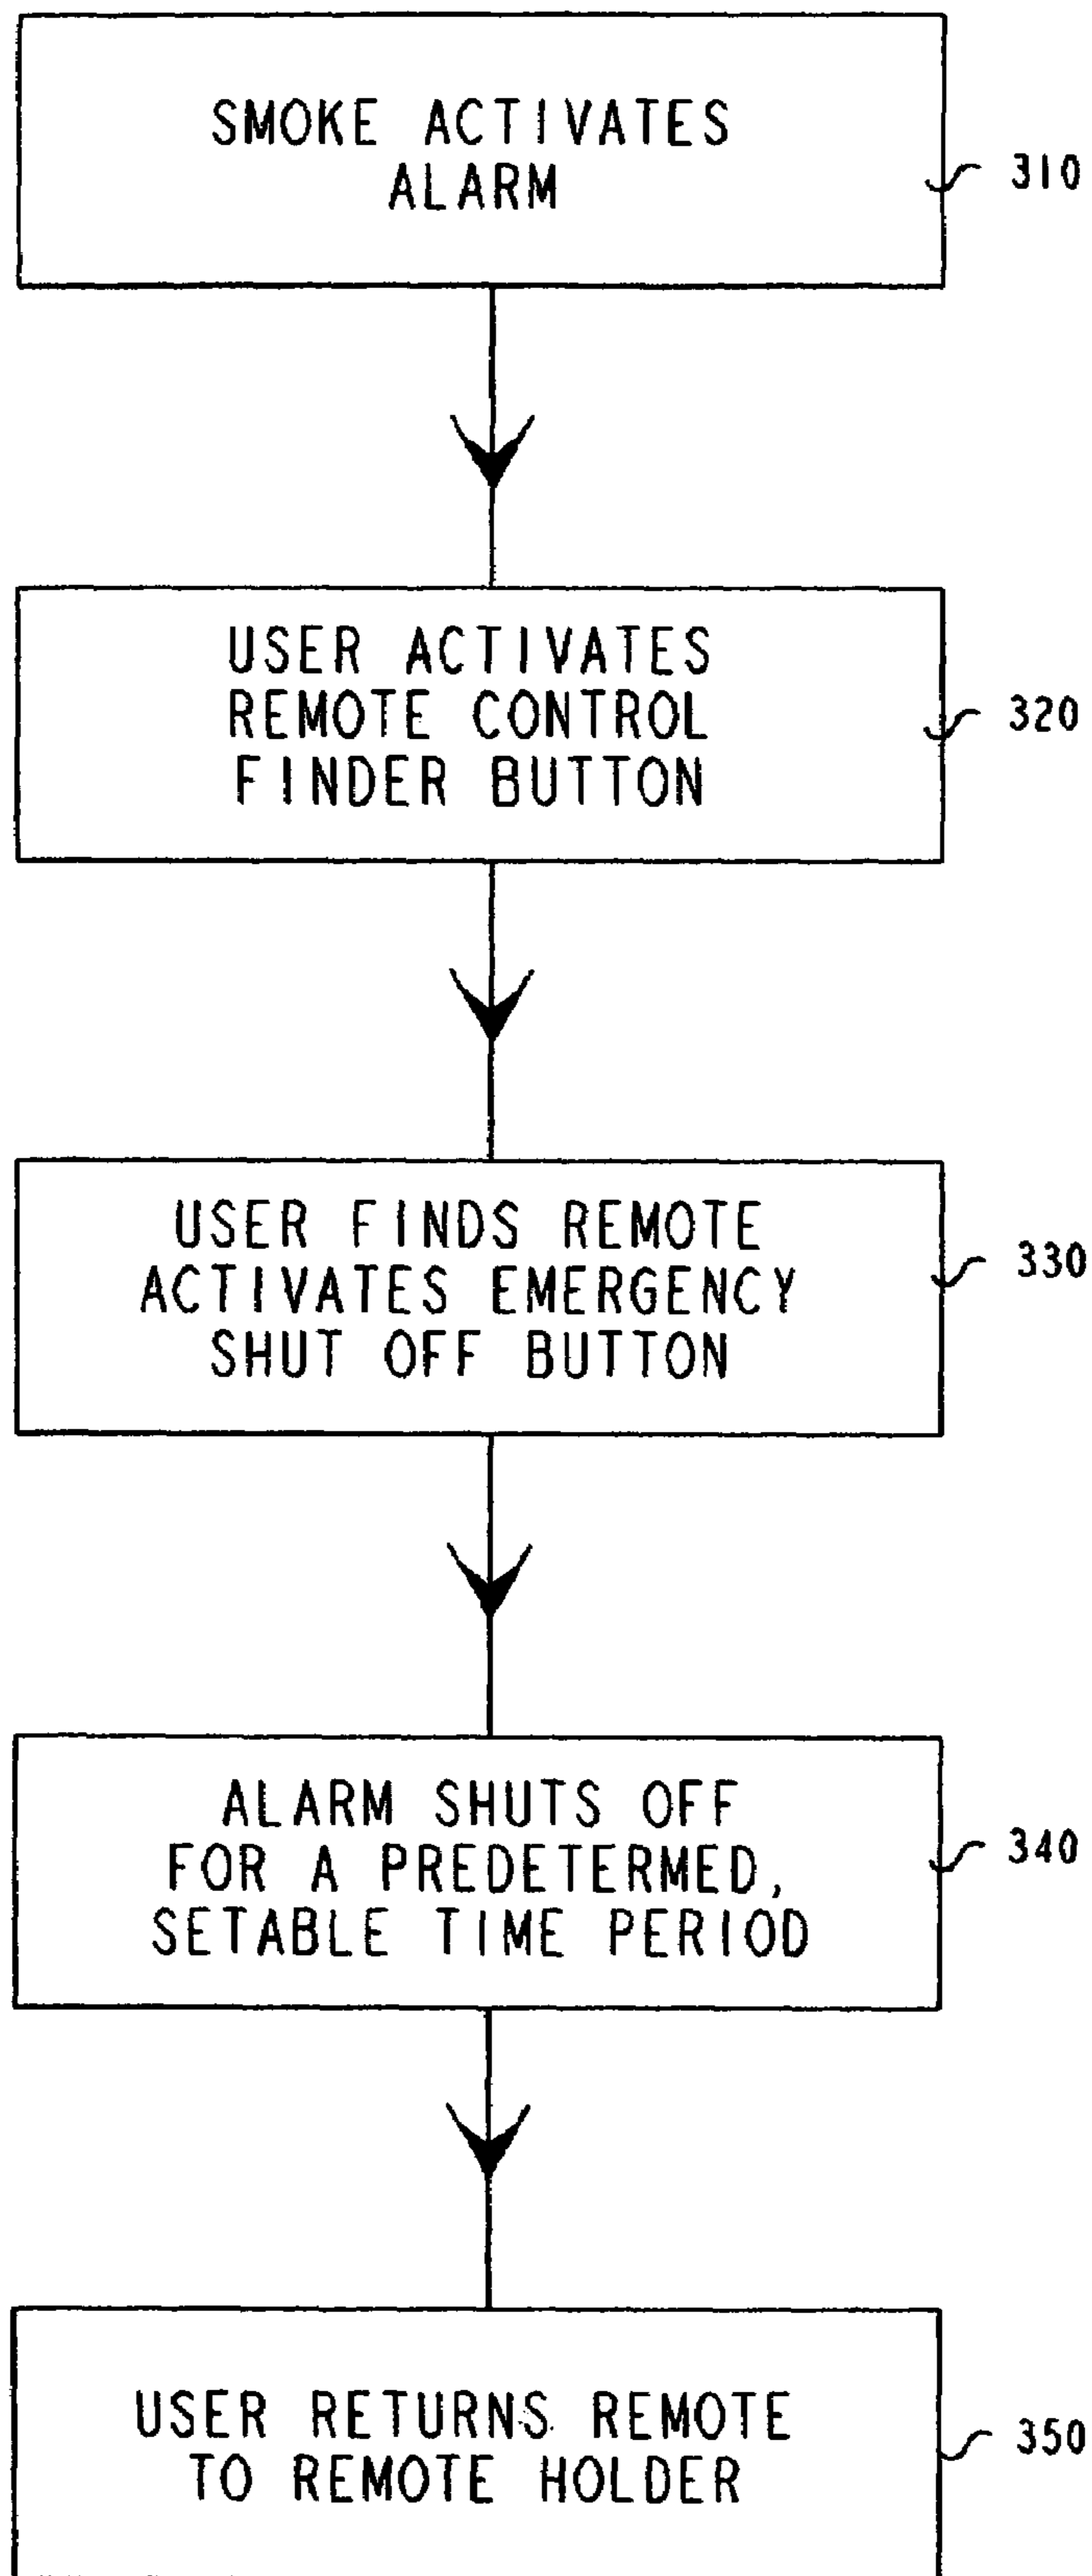 SMOKE ACTIVATES
ALARM
310
USER ACTIVATES
REMOTE CONTROL
FINDER BUTTON
320
USER FINDS REMOTE
ACTIVATES EMERGENCY
SHUT OFF BUTTON
330
ALARM SHUTS OFF
FOR A PREDETERMED,
SETABLE TIME PERIOD
340
USER RETURNS REMOTE
TO REMOTE HOLDER
350